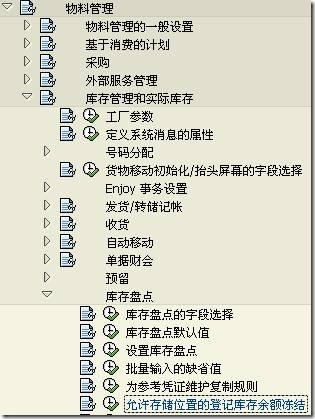 物料管理
物料管理的一般设置
基于消费的计划
采购
外部服务管理
库存管理和实际库存
工厂参数
定义系统消息的属性
号码分配
货物移动初始化/抬头屏幕的字段选择
Enjoy 事务设置
发货/转储记帐
收货
自动移动
单据财会
预留
库存盘点
库存盘点的字段选择
库存盘点默认值
设置库存盘点
批量输入的缺省值
为参考凭证维护复制规则
允许存储位置的登记库存余额冻结